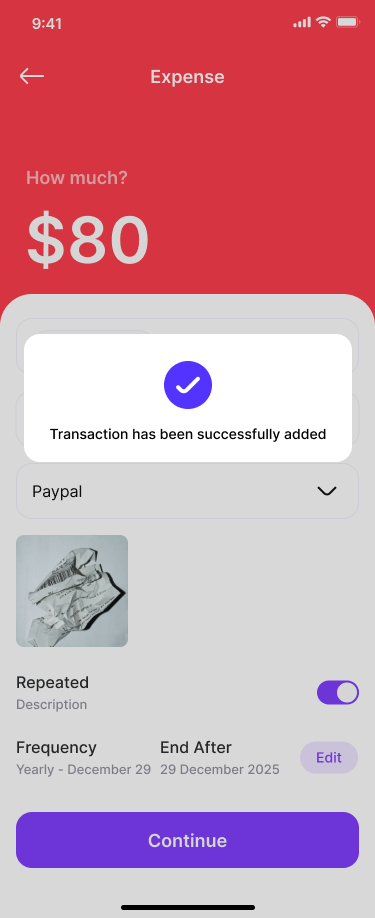 9:41
Expense
How much?
$80
Transaction has been successfully added
Paypal
Repeated
Description
Frequency
End After
Yearly - December 29
29 December 2025
Edit
Continue